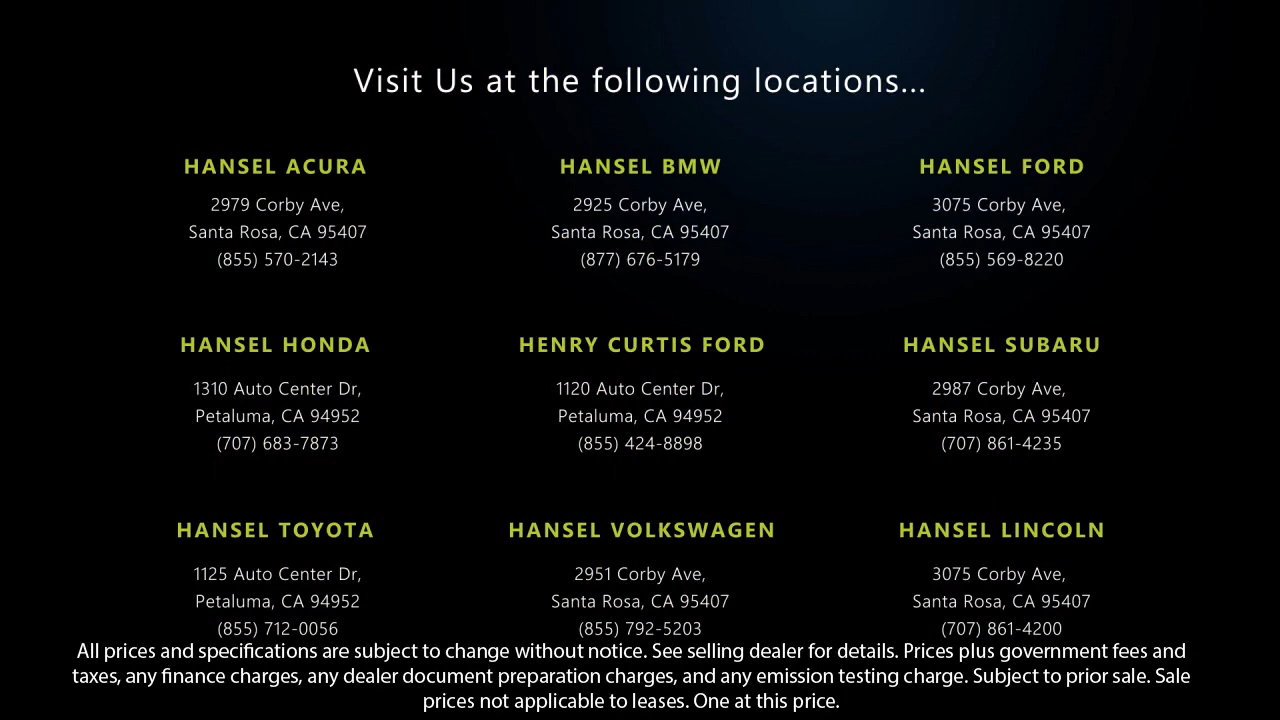 Visit Us at the following locations...
HANSEL ACURA
2979 Corby Ave,
Santa Rosa, CA 95407
(855) 570-2143
HANSEL BMW
2925 Corby Ave,
Santa Rosa, CA 95407
(877) 676-5179
HANSEL FORD
3075 Corby Ave,
Santa Rosa, CA 95407
(855) 569-8220
HANSEL HONDA
1310 Auto Center Dr,
Petaluma, CA 94952
(707) 683-7873
HENRY CURTIS FORD
1120 Auto Center Dr,
Petaluma, CA 94952
(855) 424-8898
HANSEL SUBARU
2987 Corby Ave,
Santa Rosa, CA 95407
(707) 861-4235
HANSEL TOYOTA
1125 Auto Center Dr,
Petaluma, CA 94952
(855) 712-0056
HANSEL VOLKSWAGEN
2951 Corby Ave,
Santa Rosa, CA 95407
(855) 792-5203
HANSEL LINCOLN
3075 Corby Ave,
Santa Rosa, CA 95407
(707) 861-4200
All prices and specifications are subject to change without notice. See selling dealer for details. Prices plus government fees and
taxes, any finance charges, any dealer document preparation charges, and any emission testing charge. Subject to prior sale. Sale
prices not applicable to leases. One at this price.